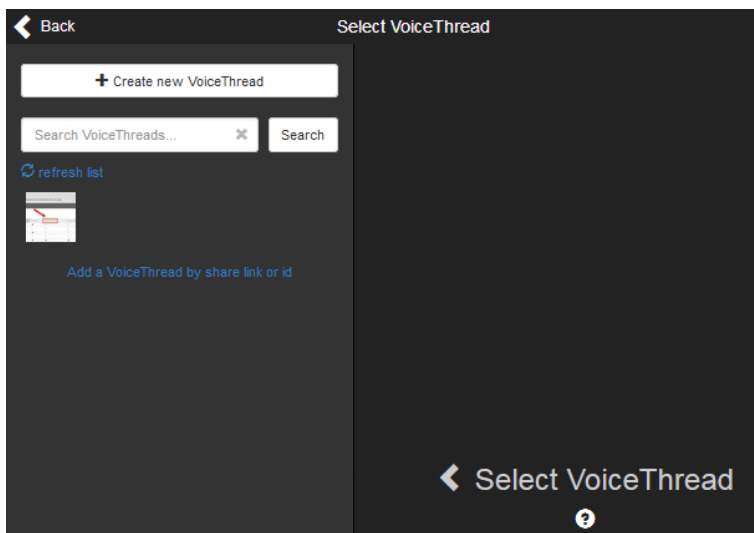 Back
Select VoiceThread
Create new VoiceThread
Search VoiceThreads...
Search
refresh list
Add a VoiceThread by share link or id
Select VoiceThread
?